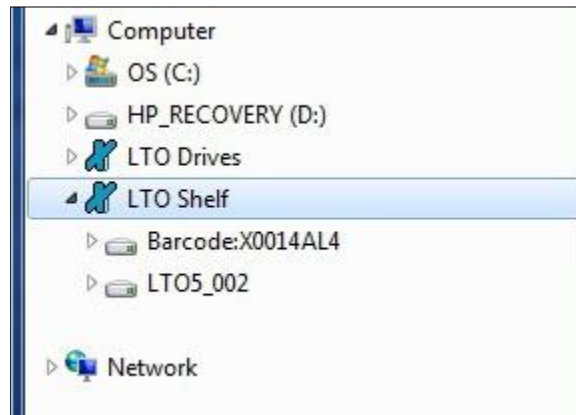 Computer
OS (C:)
HP_RECOVERY (D:)
LTO Drives
LTO Shelf
Barcode:X0014AL4
LTO5_002
Network